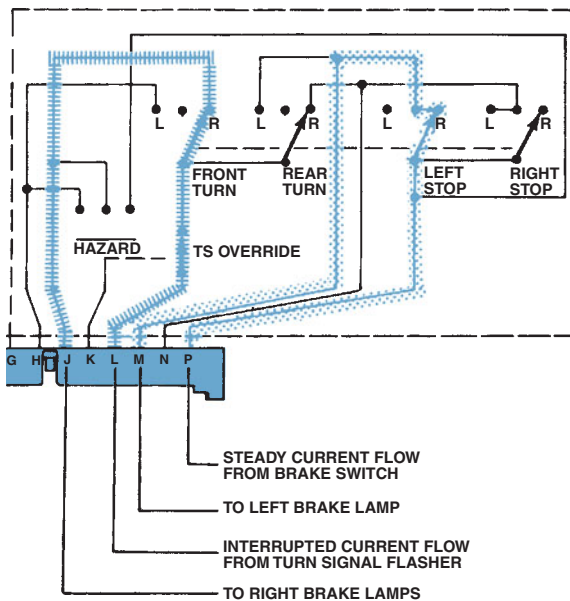 L R L R L R L R
FRONT TURN
REAR TURN
LEFT STOP
RIGHT STOP
HAZARD
TS OVERRIDE
G H J K L M N P
STEADY CURRENT FLOW
FROM BRAKE SWITCH
TO LEFT BRAKE LAMP
INTERRUPTED CURRENT FLOW
FROM TURN SIGNAL FLASHER
TO RIGHT BRAKE LAMPS